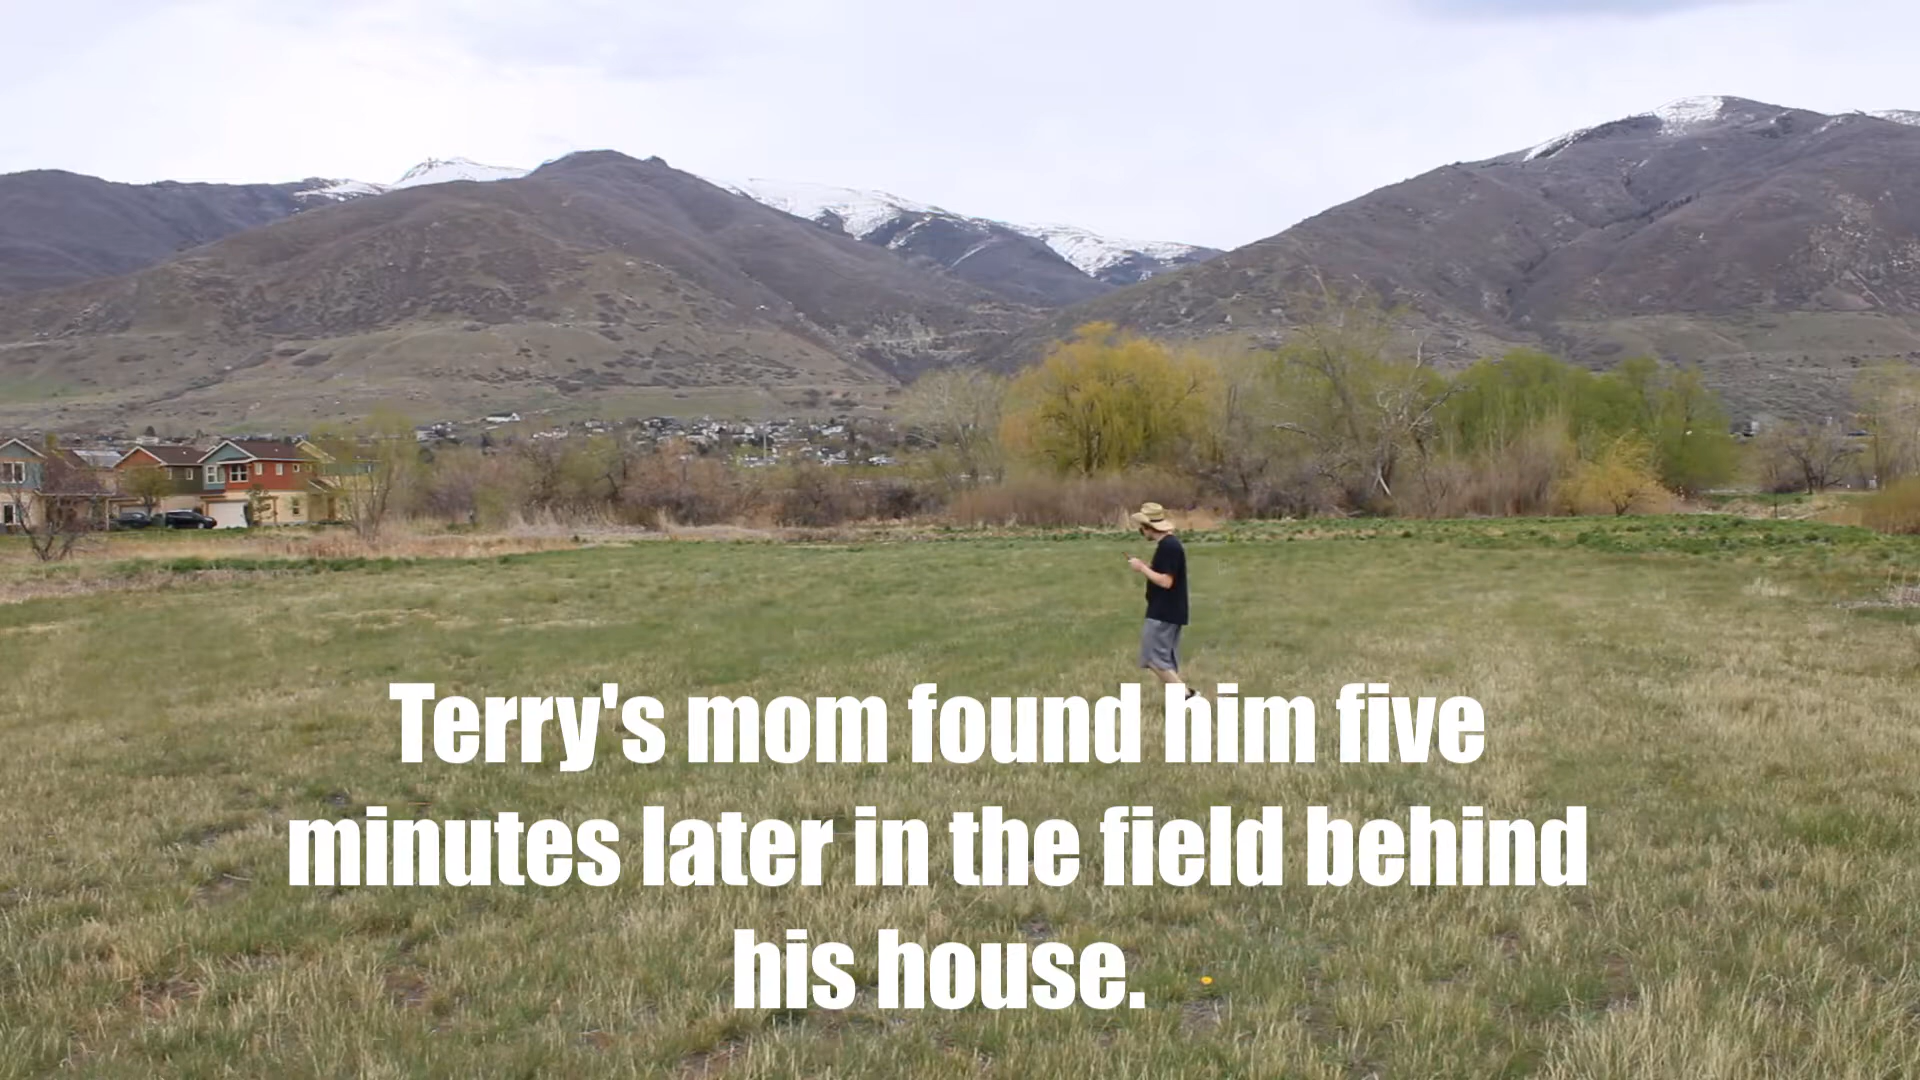 Terry's mom found him five
minutes later in the field behind
his house.